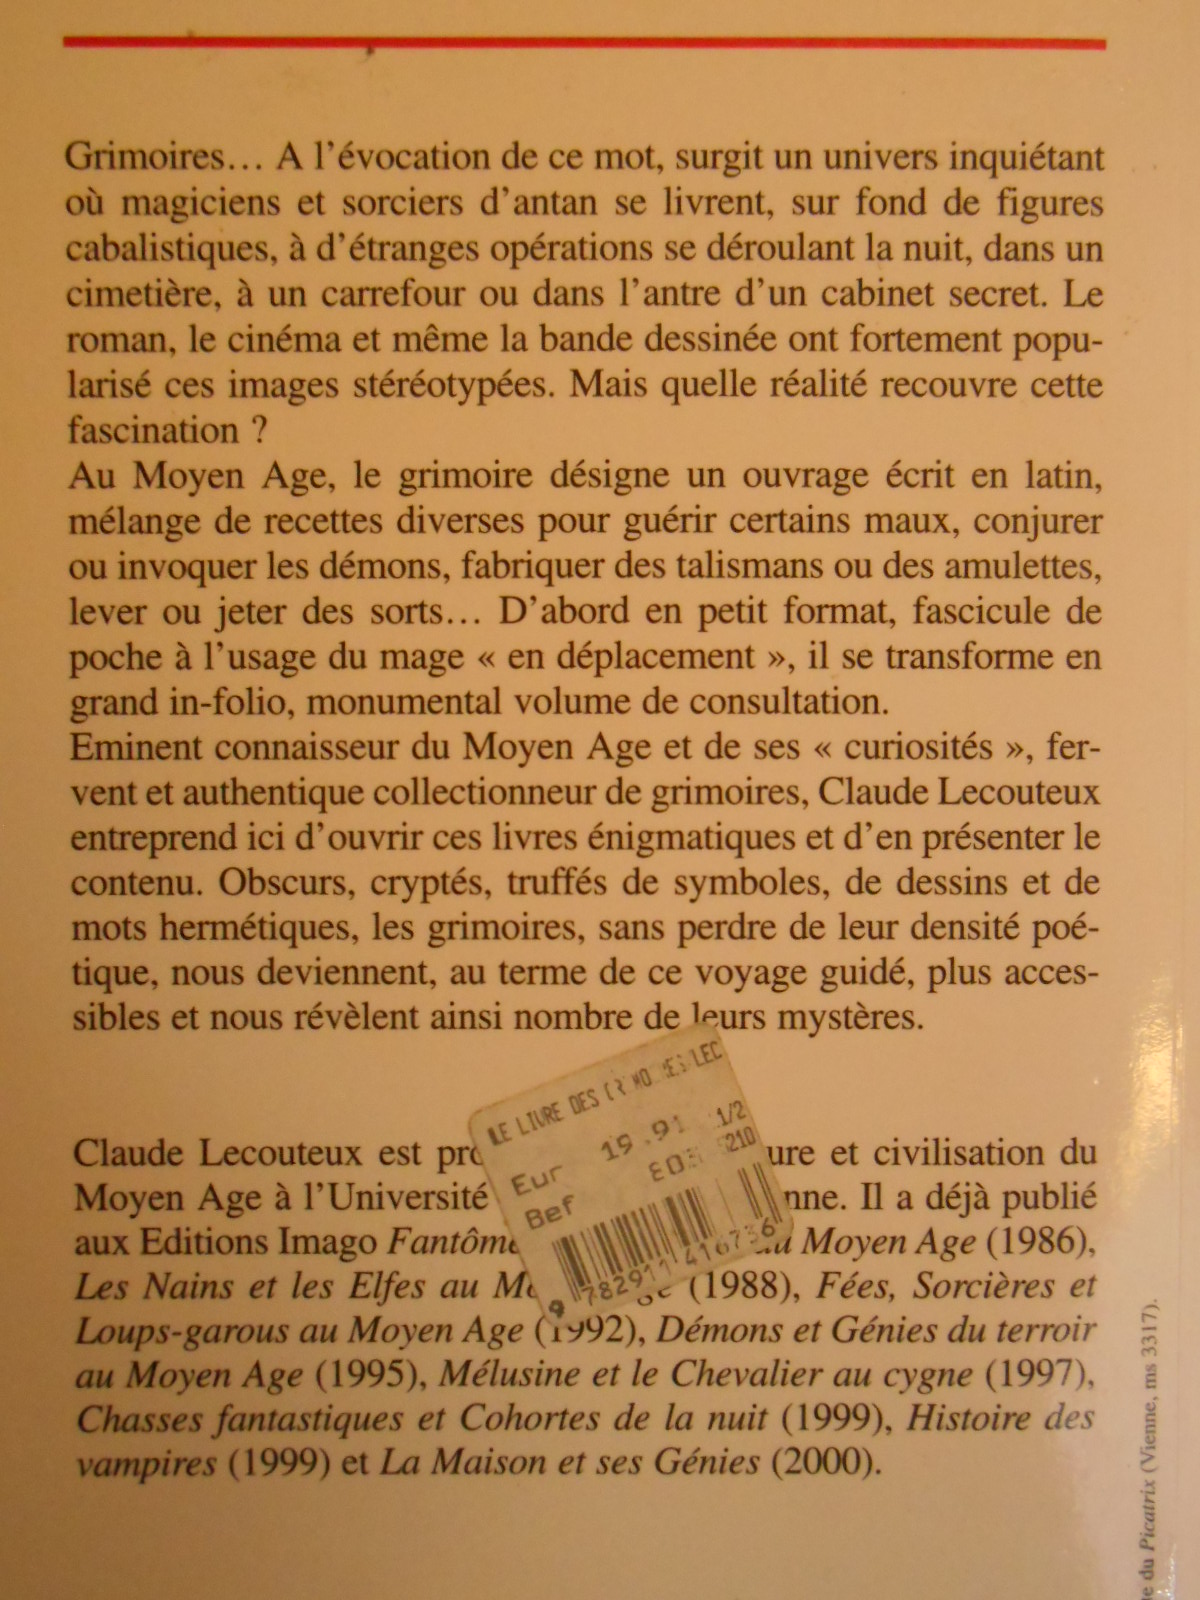 Grimoires… A l’évocation de ce mot, surgit un univers inquiétant
où magiciens et sorciers d’antan se livrent, sur fond de figures
cabalistiques, à d’étranges opérations se déroulant la nuit, dans un
cimetière, à un carrefour ou dans l’antre d’un cabinet secret. Le
roman, le cinéma et même la bande dessinée ont fortement popu-
larisé ces images stéréotypées. Mais quelle réalité recouvre cette
fascination ?
Au Moyen Age, le grimoire désigne un ouvrage écrit en latin,
mélange de recettes diverses pour guérir certains maux, conjurer
ou invoquer les démons, fabriquer des talismans ou des amulettes,
lever ou jeter des sorts… D’abord en petit format, fascicule de
poche à l’usage du mage « en déplacement », il se transforme en
grand in-folio, monumental volume de consultation.
Eminent connaisseur du Moyen Age et de ses « curiosités », fer-
vent et authentique collectionneur de grimoires, Claude Lecouteux
entreprend ici d’ouvrir ces livres énigmatiques et d’en présenter le
contenu. Obscurs, cryptés, truffés de symboles, de dessins et de
mots hermétiques, les grimoires, sans perdre de leur densité poé-
tique, nous deviennent, au terme de ce voyage guidé, plus acces-
sibles et nous révèlent ainsi nombre de leurs mystères.
LE LIVRE DES LEC
Eur 19.91 1/2
Bef
9 782911 416736
Claude Lecouteux est et civilisation du
Moyen Age à l’Université Il a déjà publié
aux Editions Imago au Moyen Age (1986),
Les Nains et les Elfes au (1988), Fées, Sorcières et
Loups-garous au Moyen Age (1992), Démons et Génies du terroir
au Moyen Age (1995), Mélusine et le Chevalier au cygne (1997),
Chasses fantastiques et Cohortes de la nuit (1999), Histoire des
vampires (1999) et La Maison et ses Génies (2000).
du Picatrix (Vienne, ms 3317).